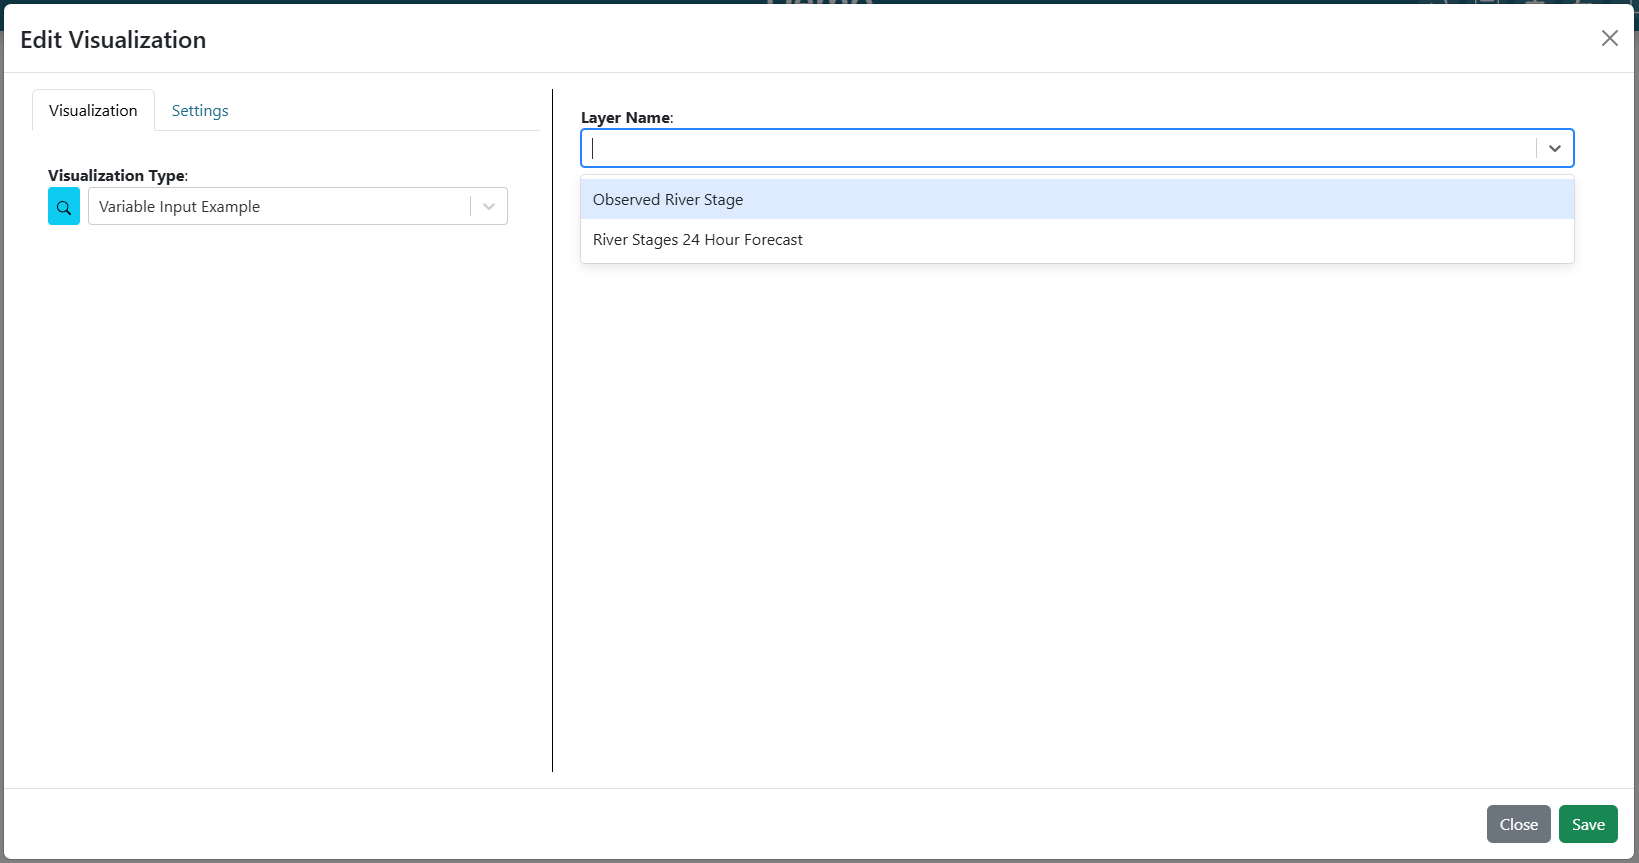 Edit Visualization
Visualization
Settings
Visualization Type:
Variable Input Example
Layer Name:
Observed River Stage
River Stages 24 Hour Forecast
Close
Save